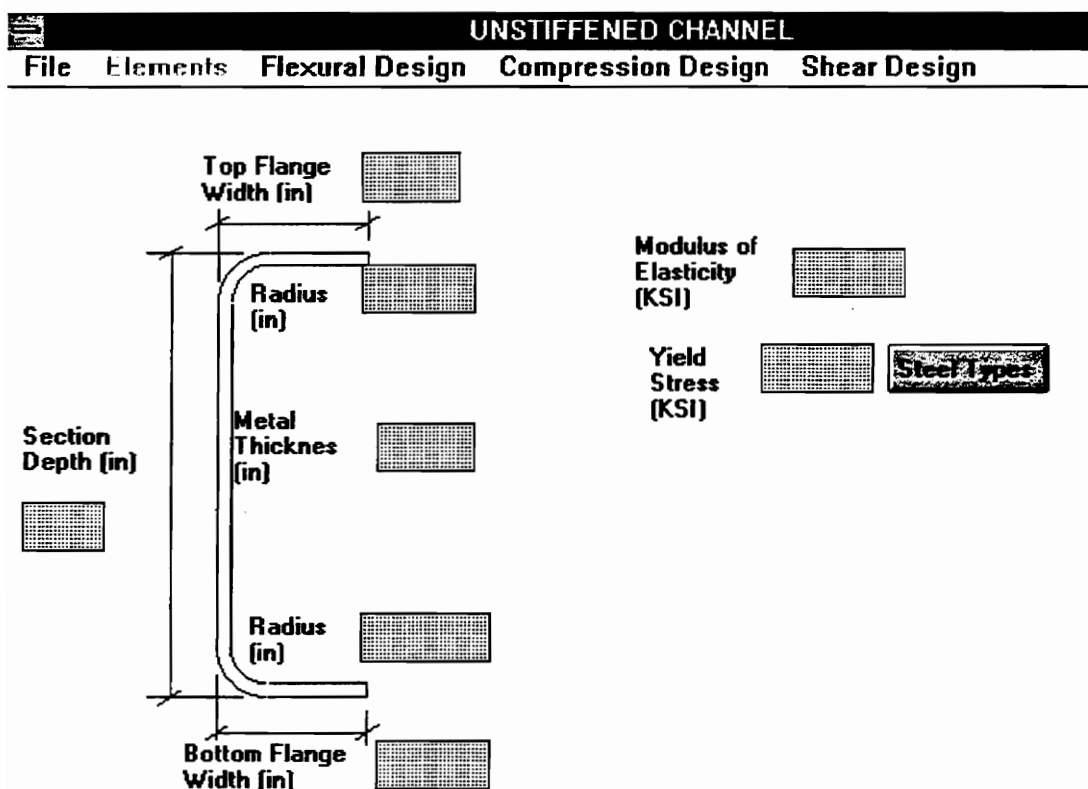 UNSTIFFENED CHANNEL
File Elements Flexural Design Compression Design Shear Design
Top Flange
Width (in)
Modulus of
Elasticity
(KSI)
Radius
(in)
Yield
Stress
(KSI)
Steel Types
Metal
Thicknes
(in)
Section
Depth (in)
Radius
(in)
Bottom Flange
Width (in)